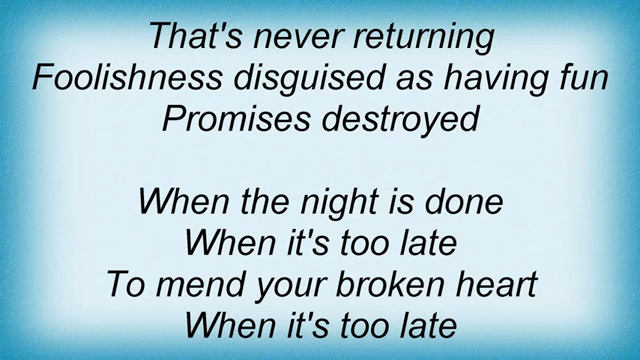 That's never returning
Foolishness disguised as having fun
Promises destroyed
When the night is done
When it's too late
To mend your broken heart
When it's too late